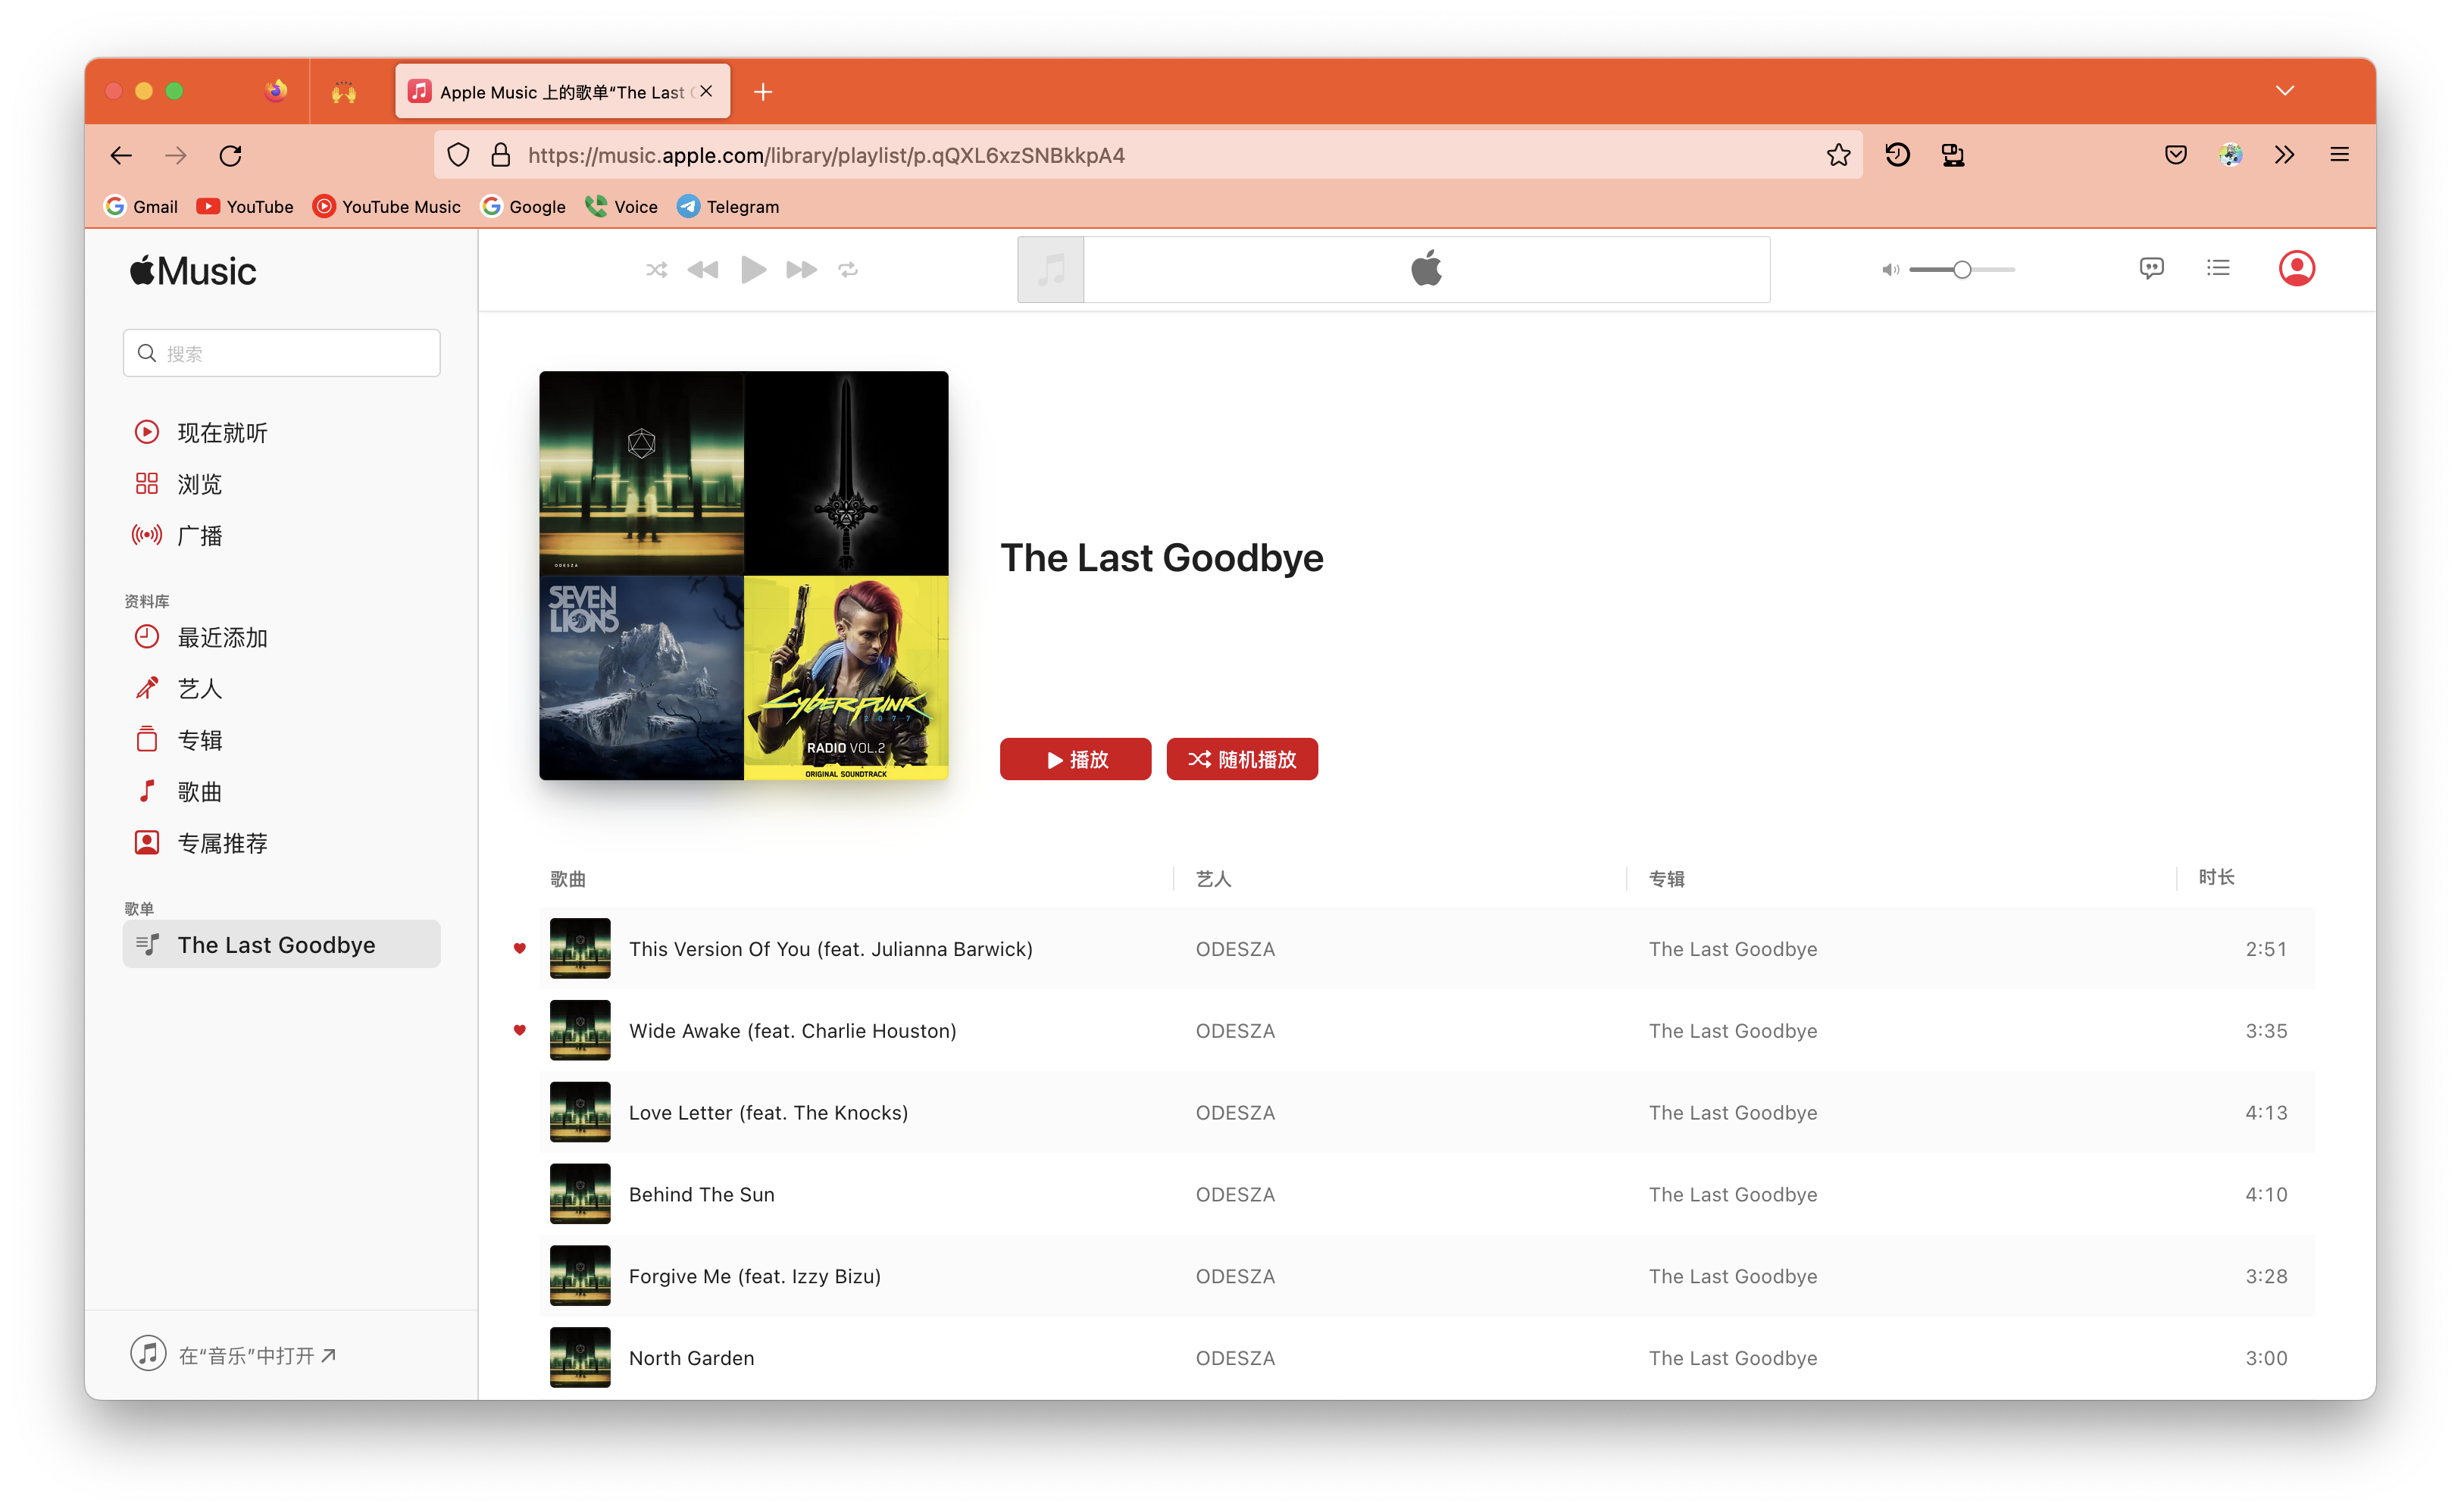 Apple Music 上的歌单“The Last
https://music.apple.com/library/playlist/p.qQXL6xzSNBkkpA4
Gmail
YouTube
YouTube Music
Google
Voice
Telegram
Music
搜索
现在就听
浏览
广播
资料库
最近添加
艺人
专辑
歌曲
专属推荐
歌单
The Last Goodbye
在“音乐”中打开
ODESZA
SEVEN
LIONS
Cyberpunk
2077
RADIO VOL.2
ORIGINAL SOUNDTRACK
The Last Goodbye
播放
随机播放
歌曲 艺人 专辑 时长
This Version Of You (feat. Julianna Barwick) ODESZA The Last Goodbye 2:51
Wide Awake (feat. Charlie Houston) ODESZA The Last Goodbye 3:35
Love Letter (feat. The Knocks) ODESZA The Last Goodbye 4:13
Behind The Sun ODESZA The Last Goodbye 4:10
Forgive Me (feat. Izzy Bizu) ODESZA The Last Goodbye 3:28
North Garden ODESZA The Last Goodbye 3:00